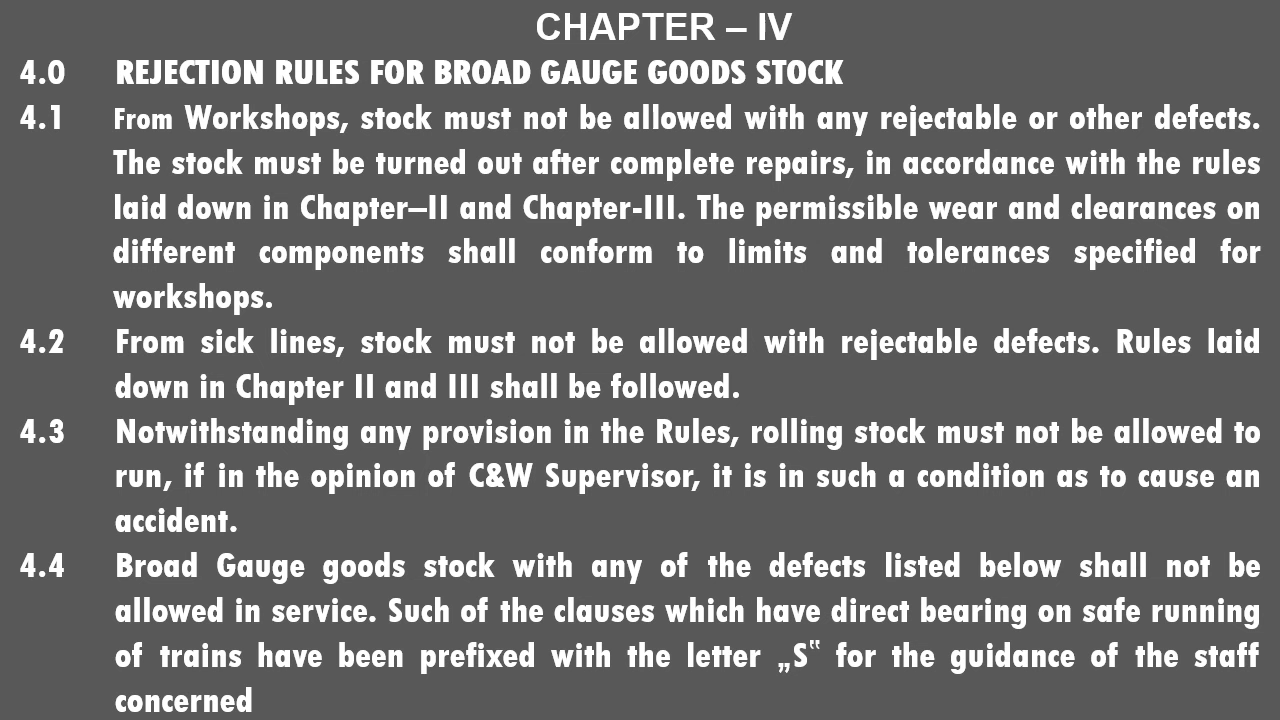 CHAPTER – IV
4.0 REJECTION RULES FOR BROAD GAUGE GOODS STOCK
4.1 From Workshops, stock must not be allowed with any rejectable or other defects.
The stock must be turned out after complete repairs, in accordance with the rules
laid down in Chapter–II and Chapter-III. The permissible wear and clearances on
different components shall conform to limits and tolerances specified for
workshops.
4.2 From sick lines, stock must not be allowed with rejectable defects. Rules laid
down in Chapter II and III shall be followed.
4.3 Notwithstanding any provision in the Rules, rolling stock must not be allowed to
run, if in the opinion of C&W Supervisor, it is in such a condition as to cause an
accident.
4.4 Broad Gauge goods stock with any of the defects listed below shall not be
allowed in service. Such of the clauses which have direct bearing on safe running
of trains have been prefixed with the letter „S‟ for the guidance of the staff
concerned